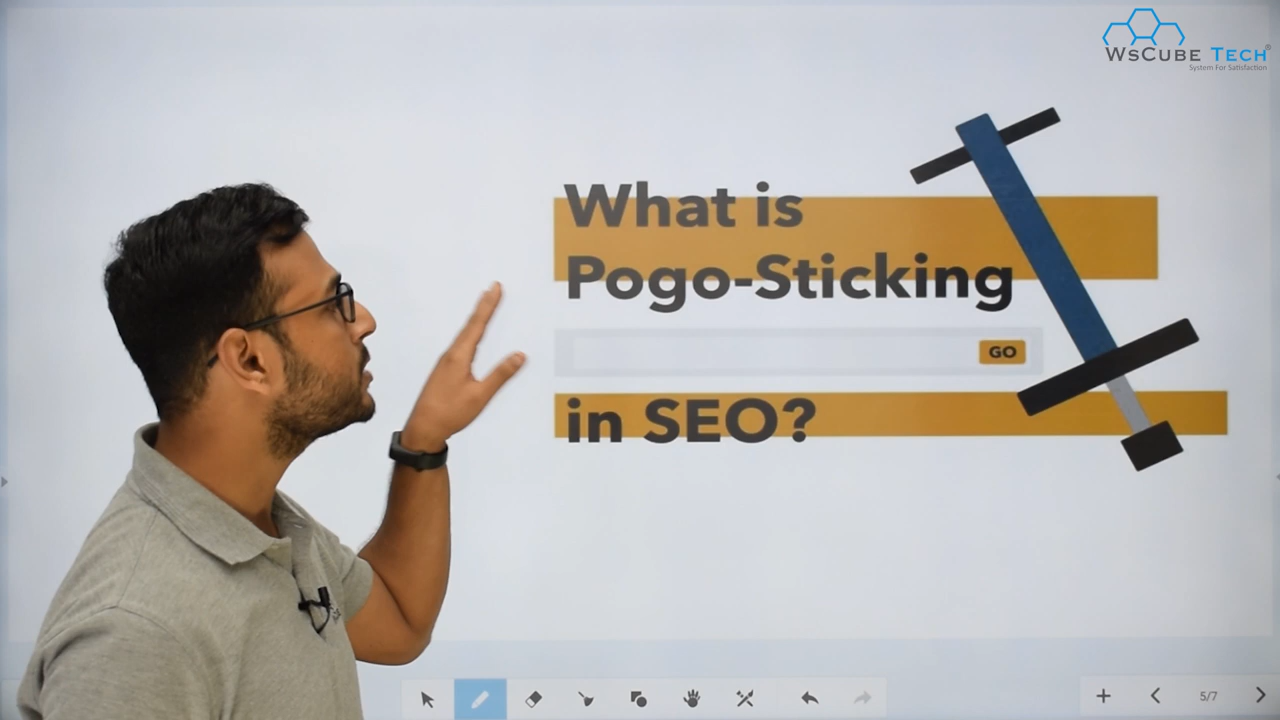 WsCube Tech®
System For Satisfaction
What is
Pogo-Sticking
GO
in SEO?
5/7